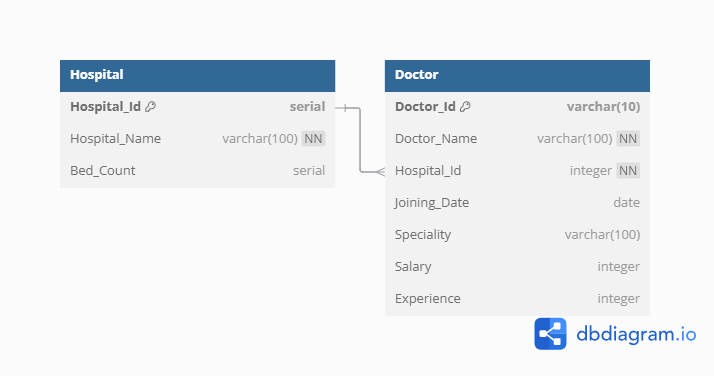 Hospital
Hospital_Id serial
Hospital_Name varchar(100) NN
Bed_Count serial
Doctor
Doctor_Id varchar(10)
Doctor_Name varchar(100) NN
Hospital_Id integer NN
Joining_Date date
Speciality varchar(100)
Salary integer
Experience integer
dbdiagram.io